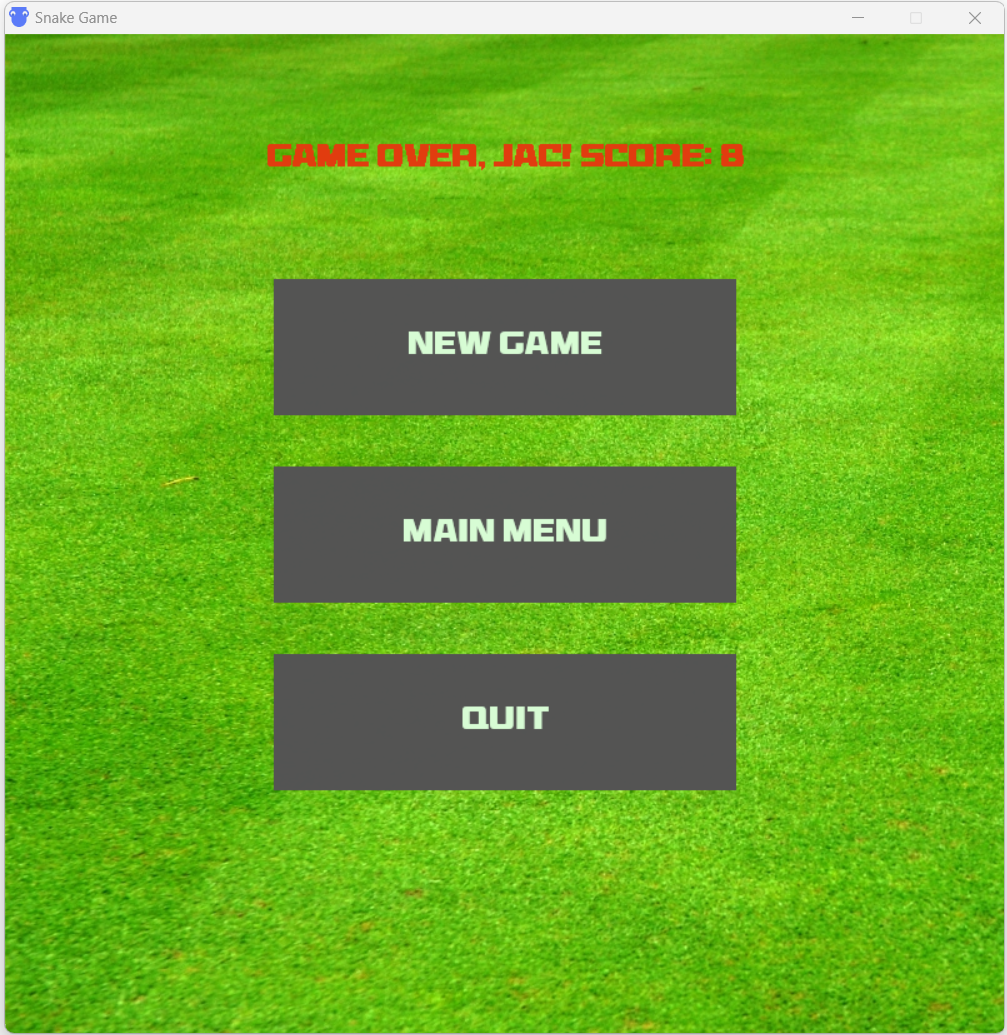 Snake Game
GAME OVER, JAC! SCORE: 8
NEW GAME
MAIN MENU
QUIT